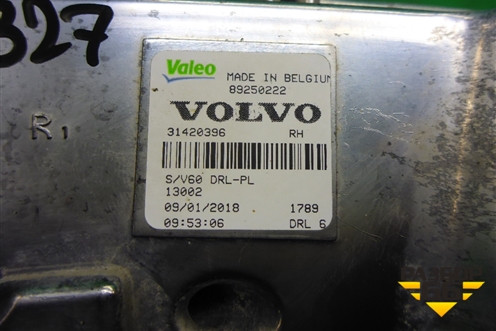 327
R1
Valeo MADE IN BELGIUM
89250222
VOLVO
31420396 RH
S/V60 DRL-PL
13002
09/01/2018 1789
09:53:06 DRL 6